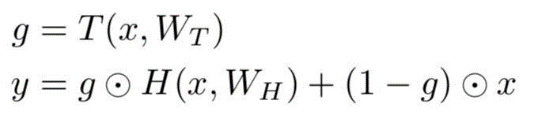 g = T(x, W_T)
y = g ⊙ H(x, W_H) + (1 − g) ⊙ x